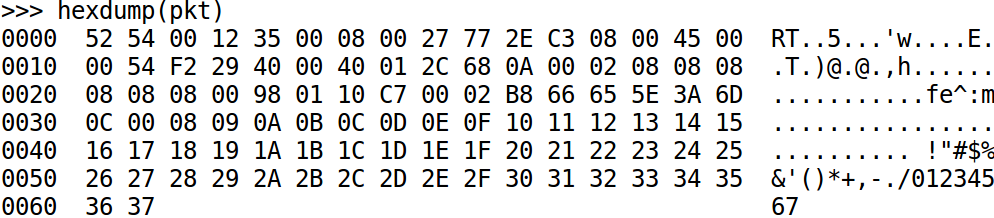 >>> hexdump(pkt)
0000  52 54 00 12 35 00 08 00 27 77 2E C3 08 00 45 00  RT..5...'w....E.
0010  00 54 F2 29 40 00 40 01 2C 68 0A 00 02 08 08 08  .T.)@.@.,h......
0020  08 08 08 00 98 01 10 C7 00 02 B8 66 65 5E 3A 6D  ...........fe^:m
0030  0C 00 08 09 0A 0B 0C 0D 0E 0F 10 11 12 13 14 15  ................
0040  16 17 18 19 1A 1B 1C 1D 1E 1F 20 21 22 23 24 25  .......... !"#$%
0050  26 27 28 29 2A 2B 2C 2D 2E 2F 30 31 32 33 34 35  &'()*+,-./012345
0060  36 37                                            67